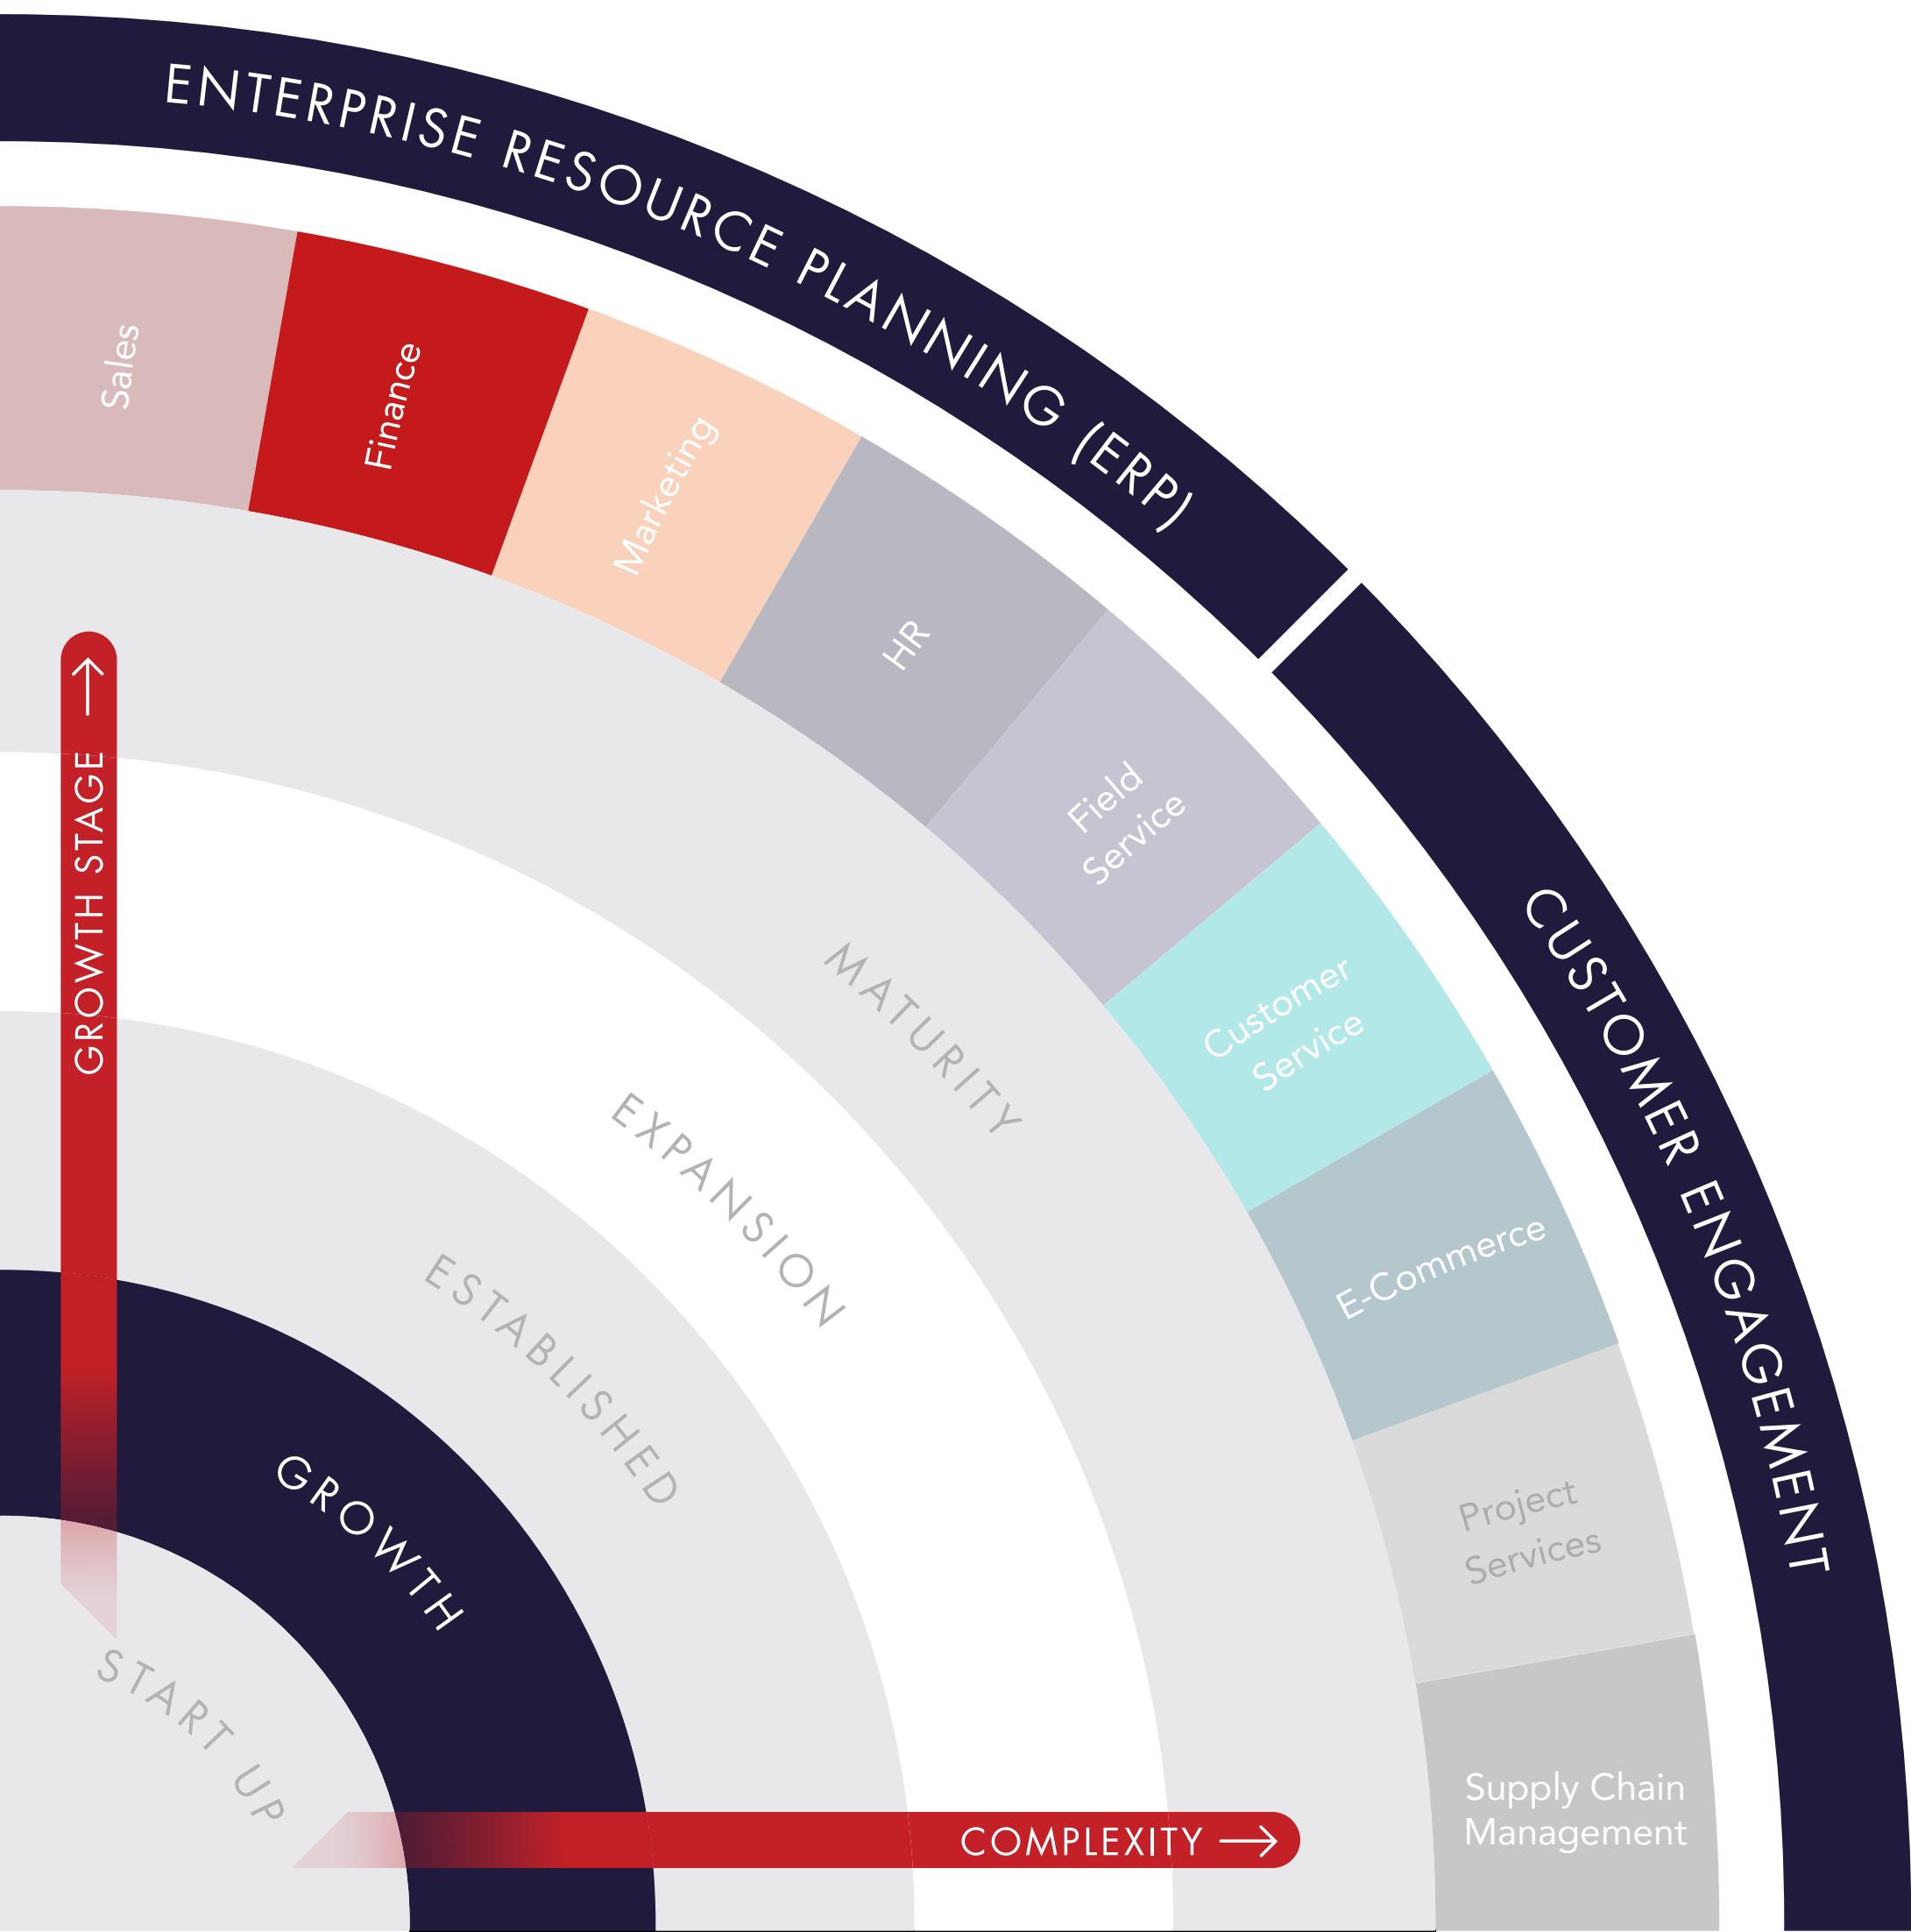 ENTERPRISE RESOURCE PLANNING (ERP)
CUSTOMER ENGAGEMENT
Sales
Finance
Marketing
HR
Field
Service
Customer
Service
E-Commerce
Project
Services
Supply Chain
Management
GROWTH STAGE
MATURITY
EXPANSION
ESTABLISHED
GROWTH
START UP
COMPLEXITY